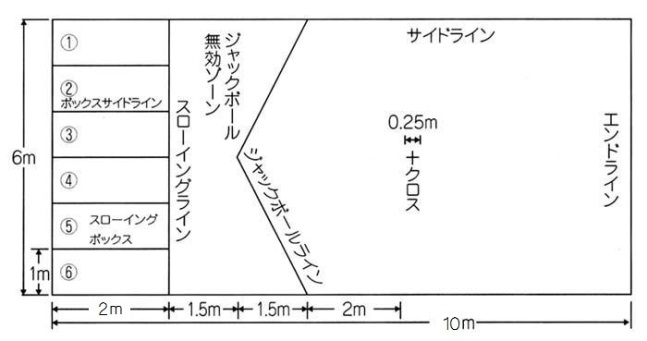 ①
②
ボックスサイドライン
③
④
⑤ スローイング
ボックス
⑥
6m
1m
スローイングライン
ジャックボール
無効ゾーン
ジャックボールライン
サイドライン
0.25m
クロス
エンドライン
2m
1.5m
1.5m
2m
10m